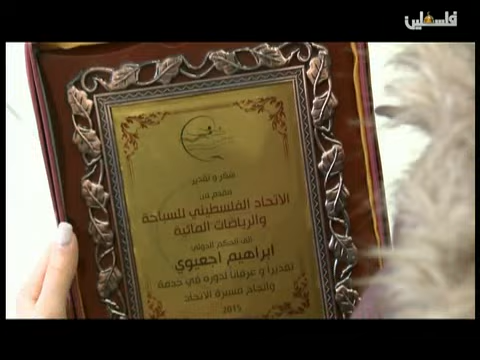 فلسطين
شكر و تقدير
مقدم من
الاتحاد الفلسطيني للسباحة
والرياضات المائية
الى الحكم الدولي
ابراهيم اجعيوي
تقديراً و عرفاناً لدوره في خدمة
وانجاح مسيرة الاتحاد
2015